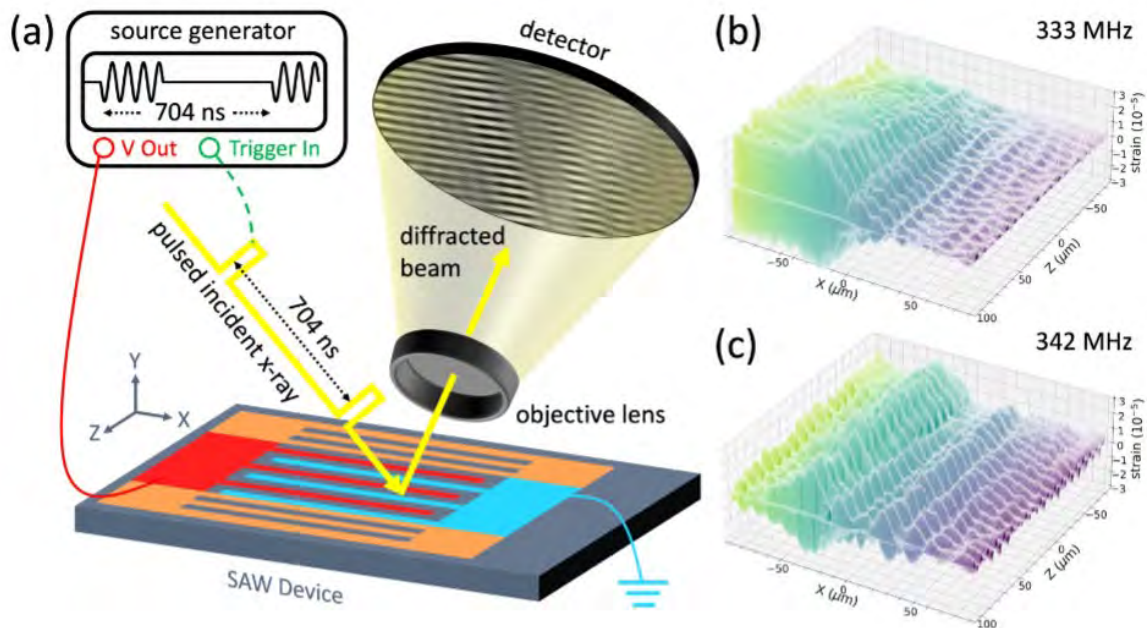 (a)
source generator
704 ns
V Out
Trigger In
detector
pulsed incident x-ray
704 ns
diffracted
beam
objective lens
Y
Z
X
SAW Device
(b)
333 MHz
3
2
1
0
−1
−2
−3
strain (10⁻⁵)
−50
0
50
100
Z (μm)
−50
0
50
X (μm)
(c)
342 MHz
3
2
1
0
−1
−2
−3
strain (10⁻⁵)
−50
0
50
100
Z (μm)
−50
0
50
X (μm)